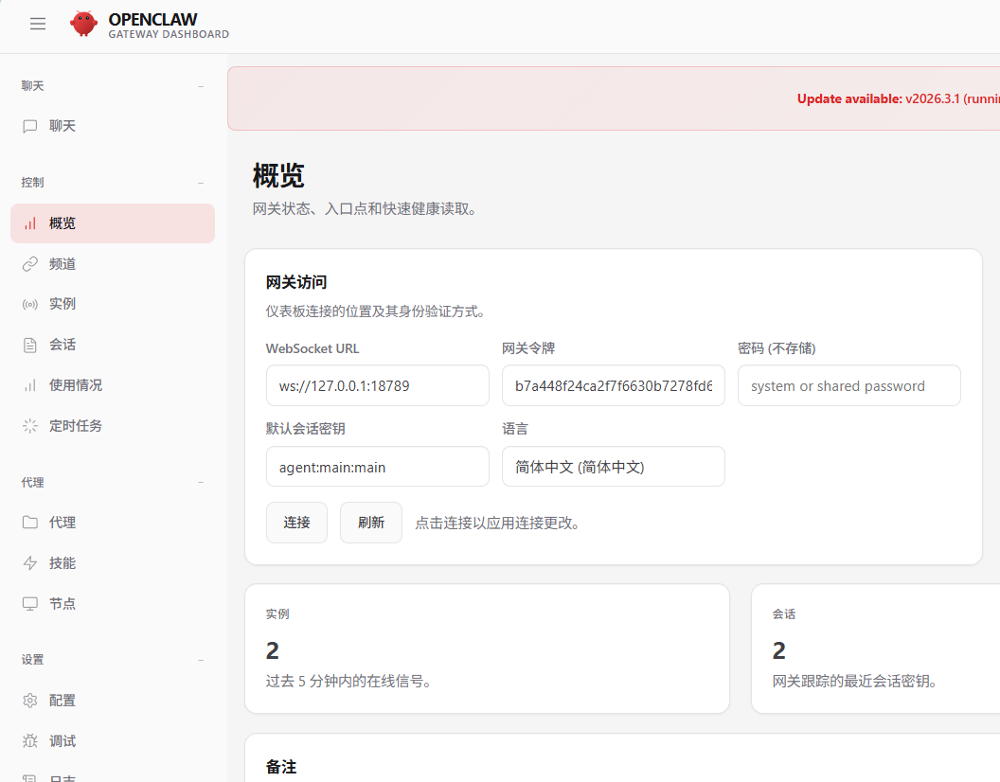 OPENCLAW
GATEWAY DASHBOARD
聊天
聊天
控制
概览
频道
实例
会话
使用情况
定时任务
代理
代理
技能
节点
设置
配置
调试
日志
Update available: v2026.3.1 (runni
概览
网关状态、入口点和快速健康读取。
网关访问
仪表板连接的位置及其身份验证方式。
WebSocket URL
网关令牌
密码 (不存储)
ws://127.0.0.1:18789
b7a448f24ca2f7f6630b7278fd6
system or shared password
默认会话密钥
语言
agent:main:main
简体中文 (简体中文)
连接
刷新
点击连接以应用连接更改。
实例
2
过去 5 分钟内的在线信号。
会话
2
网关跟踪的最近会话密钥。
备注